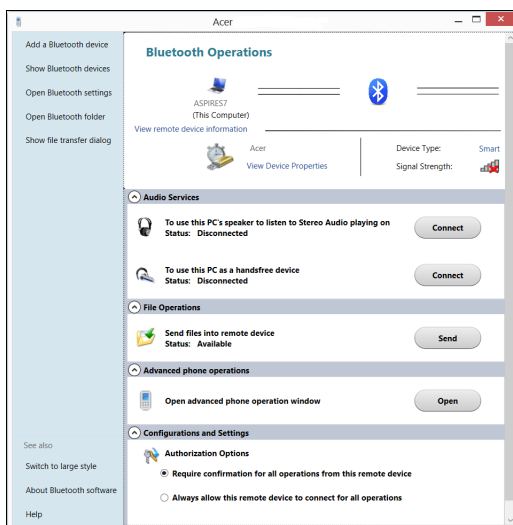 Acer
Add a Bluetooth device
Show Bluetooth devices
Open Bluetooth settings
Open Bluetooth folder
Show file transfer dialog
See also
Switch to large style
About Bluetooth software
Help
Bluetooth Operations
ASPIRES7
(This Computer)
View remote device information
Acer
View Device Properties
Device Type: Smart
Signal Strength:
Audio Services
To use this PC's speaker to listen to Stereo Audio playing on
Status: Disconnected
Connect
To use this PC as a handsfree device
Status: Disconnected
Connect
File Operations
Send files into remote device
Status: Available
Send
Advanced phone operations
Open advanced phone operation window
Open
Configurations and Settings
Authorization Options
Require confirmation for all operations from this remote device
Always allow this remote device to connect for all operations